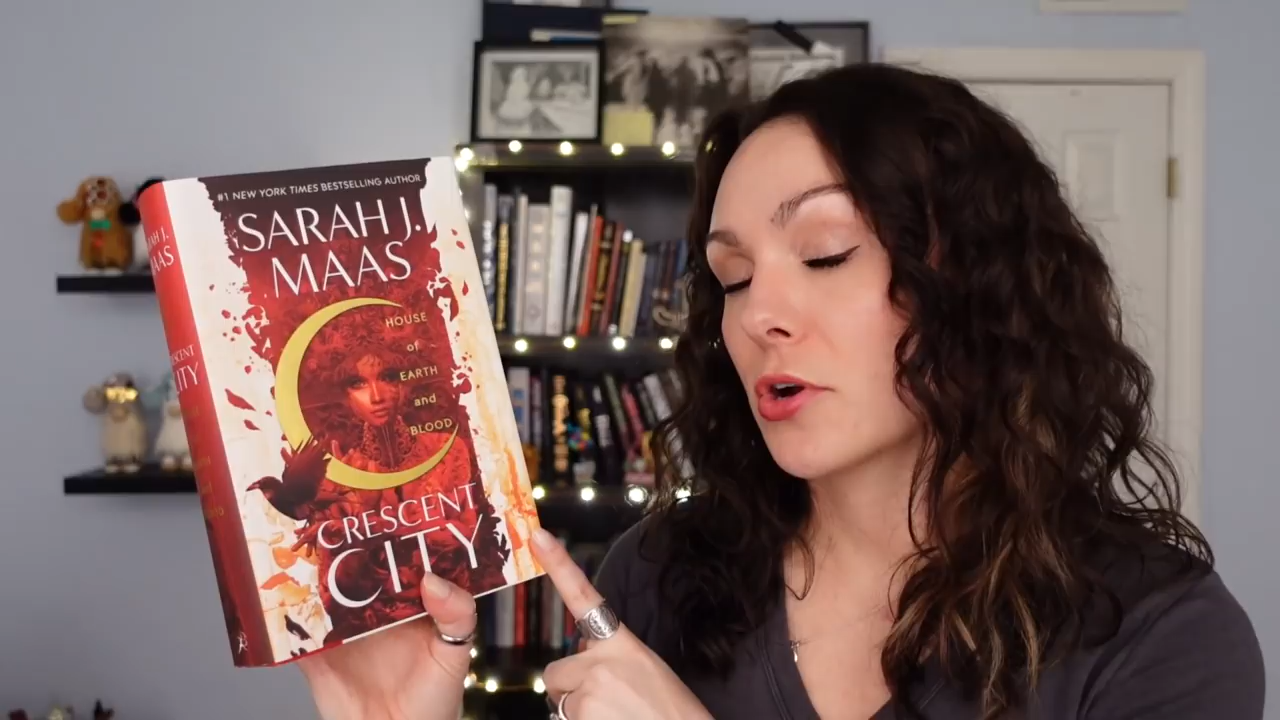 #1 NEW YORK TIMES BESTSELLING AUTHOR
SARAH J.
MAAS
HOUSE
of
EARTH
and
BLOOD
CRESCENT
CITY